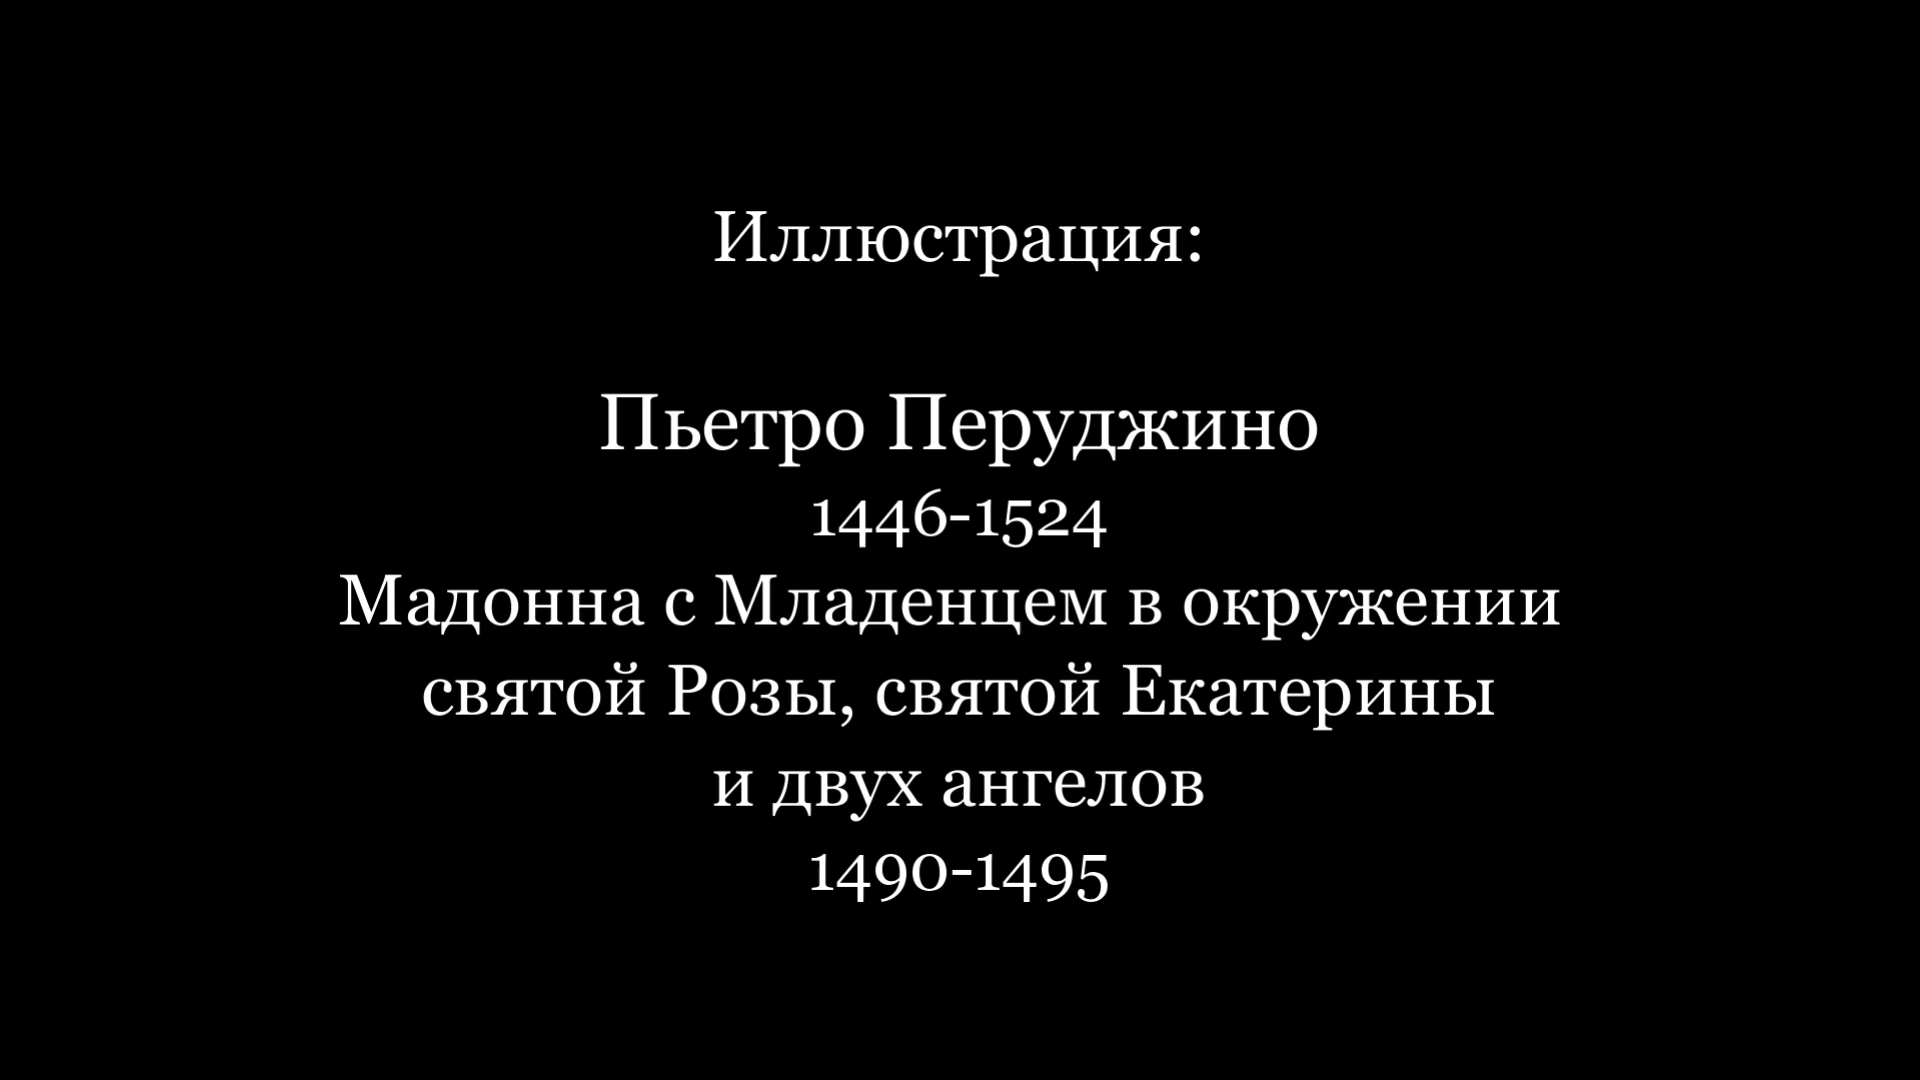 Иллюстрация:
Пьетро Перуджино
1446-1524
Мадонна с Младенцем в окружении
святой Розы, святой Екатерины
и двух ангелов
1490-1495